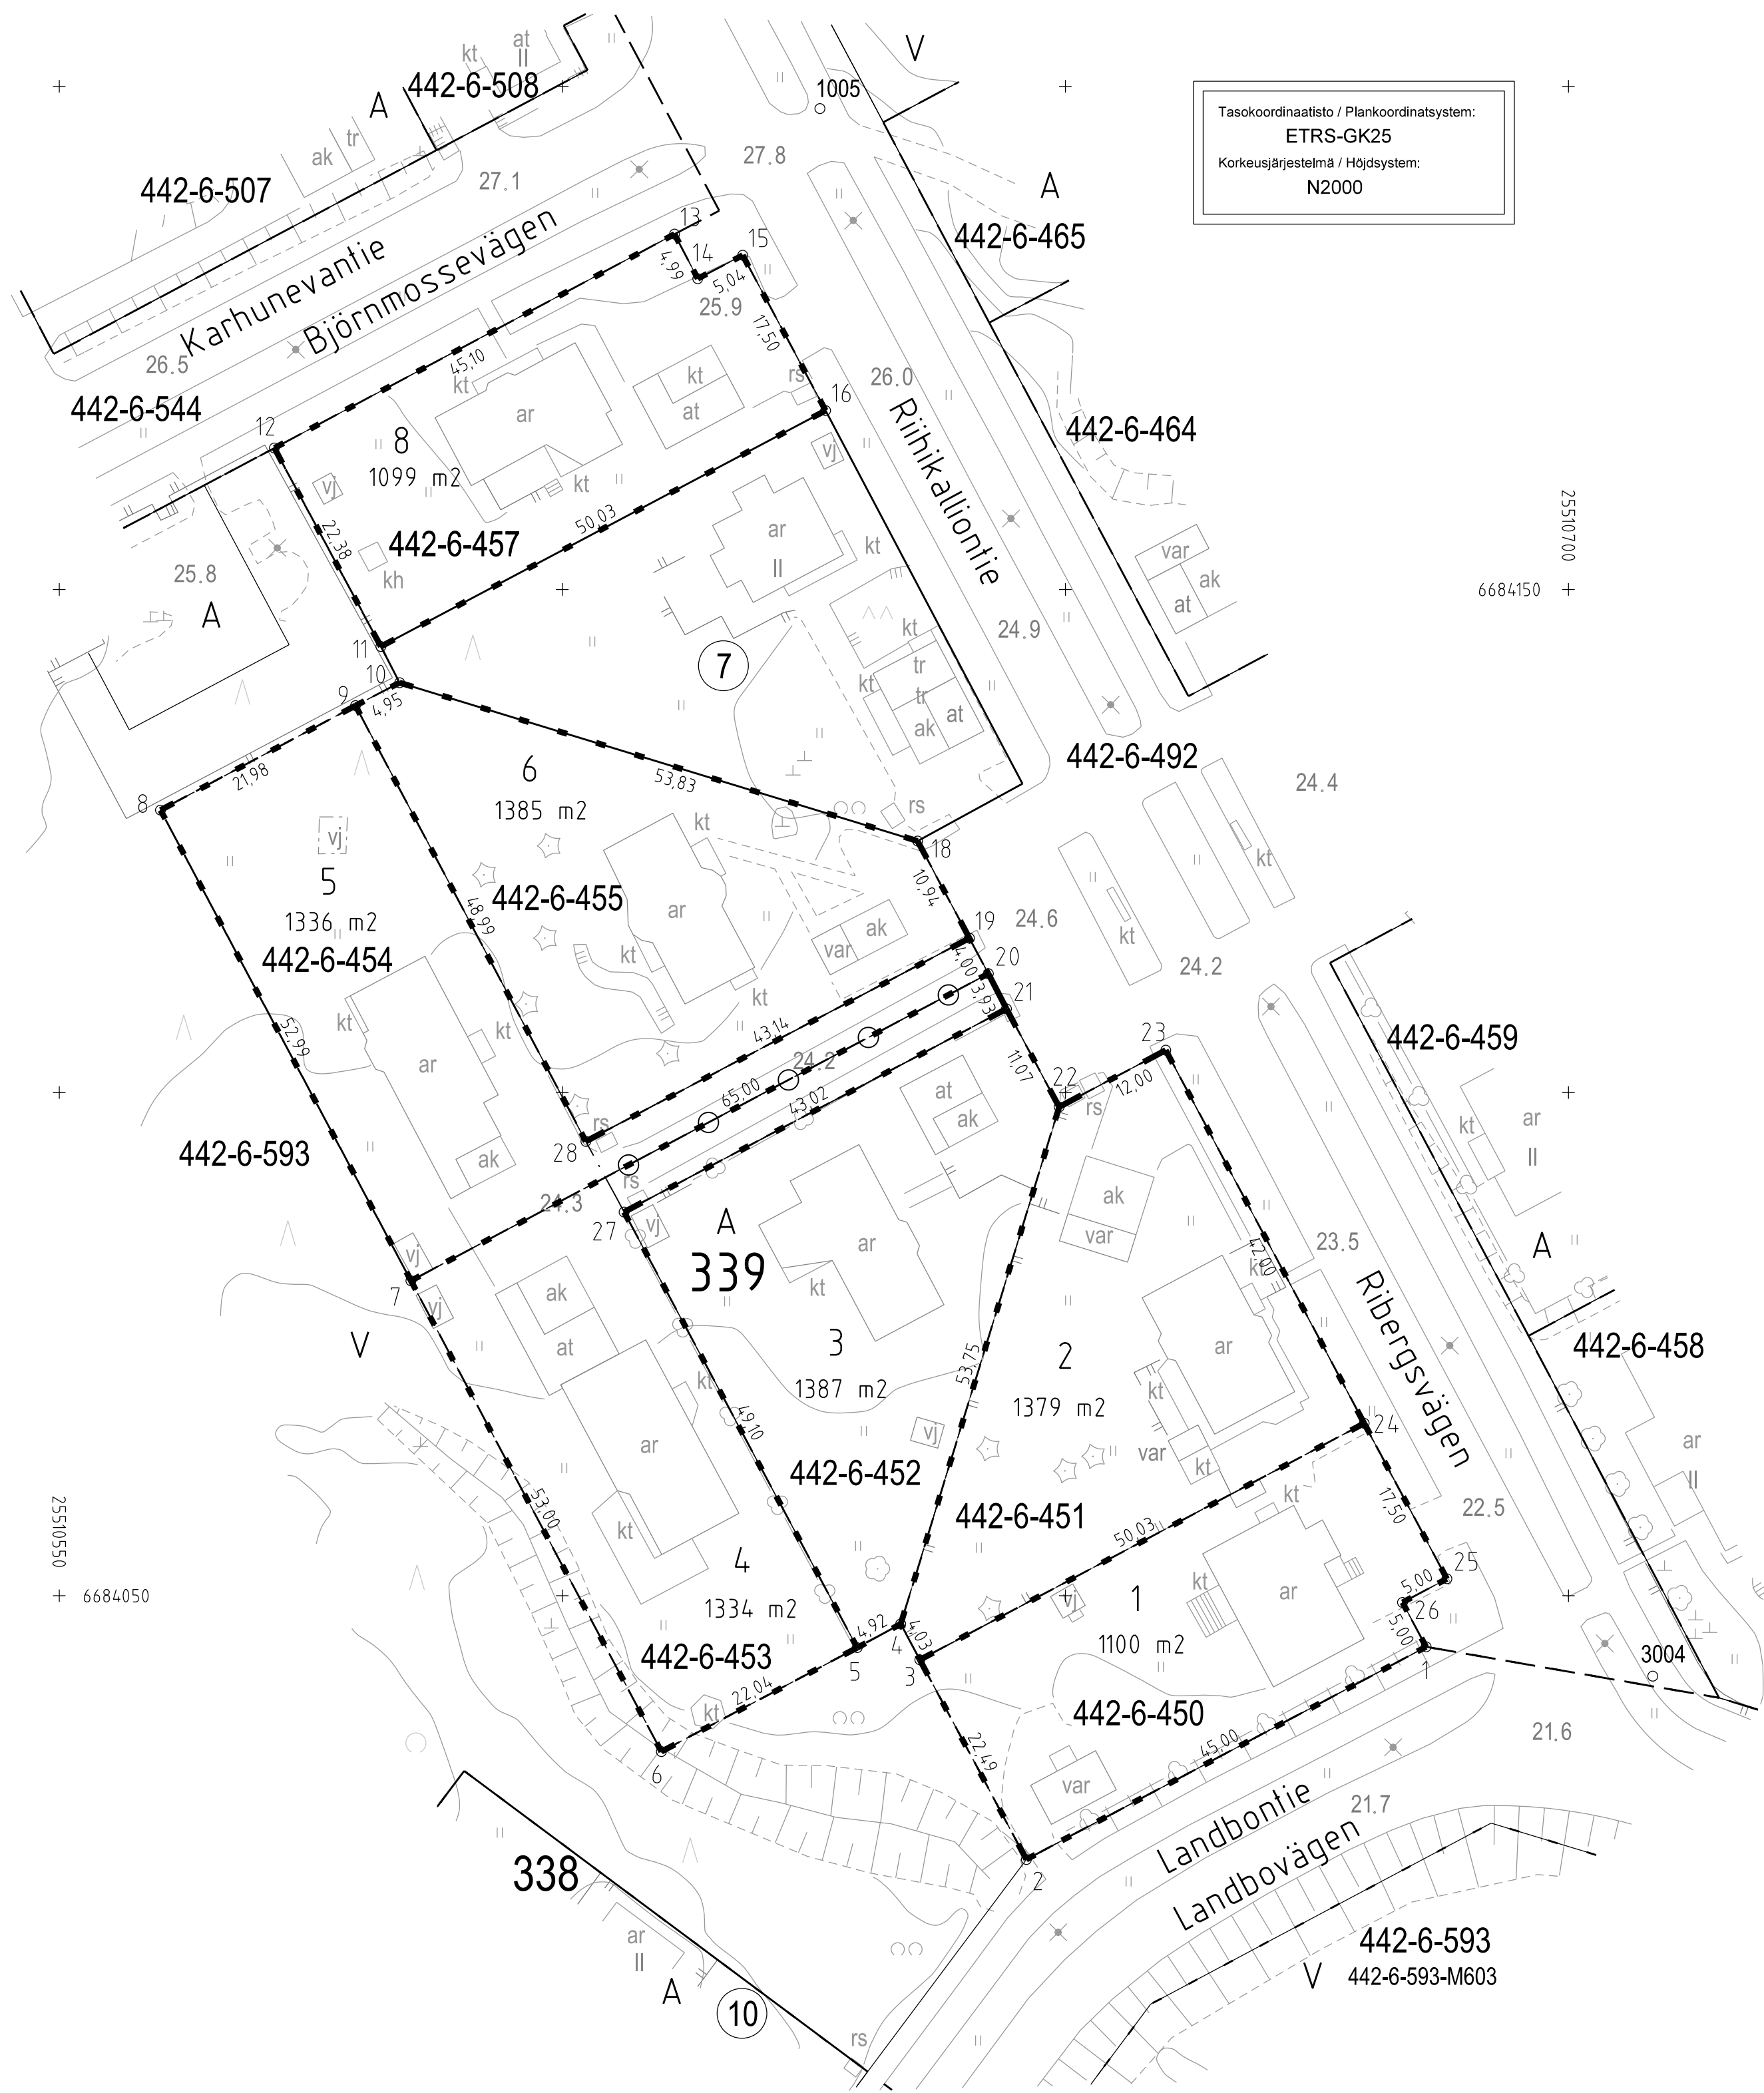 kt
at
II
442-6-508
A
1005
V
Tasokoordinaatisto / Plankoordinatsystem:
ETRS-GK25
Korkeusjärjestelmä / Höjdsystem:
N2000
tr
ak
27.1
27.8
442-6-507
A
442-6-465
Karhunevantie
Björnmossevägen
13
14
4,99
15
5,04
25.9
17,50
26.5
45,10
kt
ar
kt
at
rs
16
26.0
442-6-544
12
8
1099 m2
vj
kt
vj
Riihikalliontie
442-6-464
22,38
50,03
442-6-457
kh
ar
II
kt
var
ak
at
25510700
6684150
25.8
A
11
10
9
4,95
7
kt
tr
kt
tr
ak
at
24.9
442-6-492
24.4
21,98
8
6
1385 m2
53,83
rs
18
vj
5
1336 m2
442-6-454
48,99
442-6-455
kt
ar
kt
kt
var
ak
10,94
19
24.6
kt
kt
24.2
20
4,00
3,93
21
52,99
kt
kt
ar
ak
43,14
24.2
65,00
43,02
11,07
22
23
12,00
rs
at
ak
442-6-459
kt
ar
II
442-6-593
28
rs
rs
24.3
27
vj
A
339
ar
kt
ak
var
42,00
kt
23.5
A
7
vj
vj
V
ak
at
kt
ar
kt
3
1387 m2
53,75
2
1379 m2
ar
kt
var
kt
kt
Ribergsvägen
442-6-458
24
ar
II
49,10
442-6-452
vj
442-6-451
50,03
17,50
22.5
53,00
25510550
6684050
4
1334 m2
442-6-453
4,92
4
5
4,03
3
22,04
kt
6
vj
1
1100 m2
kt
ar
25
5,00
26
5,00
1
3004
442-6-450
22,49
45,00
var
2
21.6
21.7
Landbontie
Landbovägen
338
ar
II
A
10
rs
442-6-593
V
442-6-593-M603